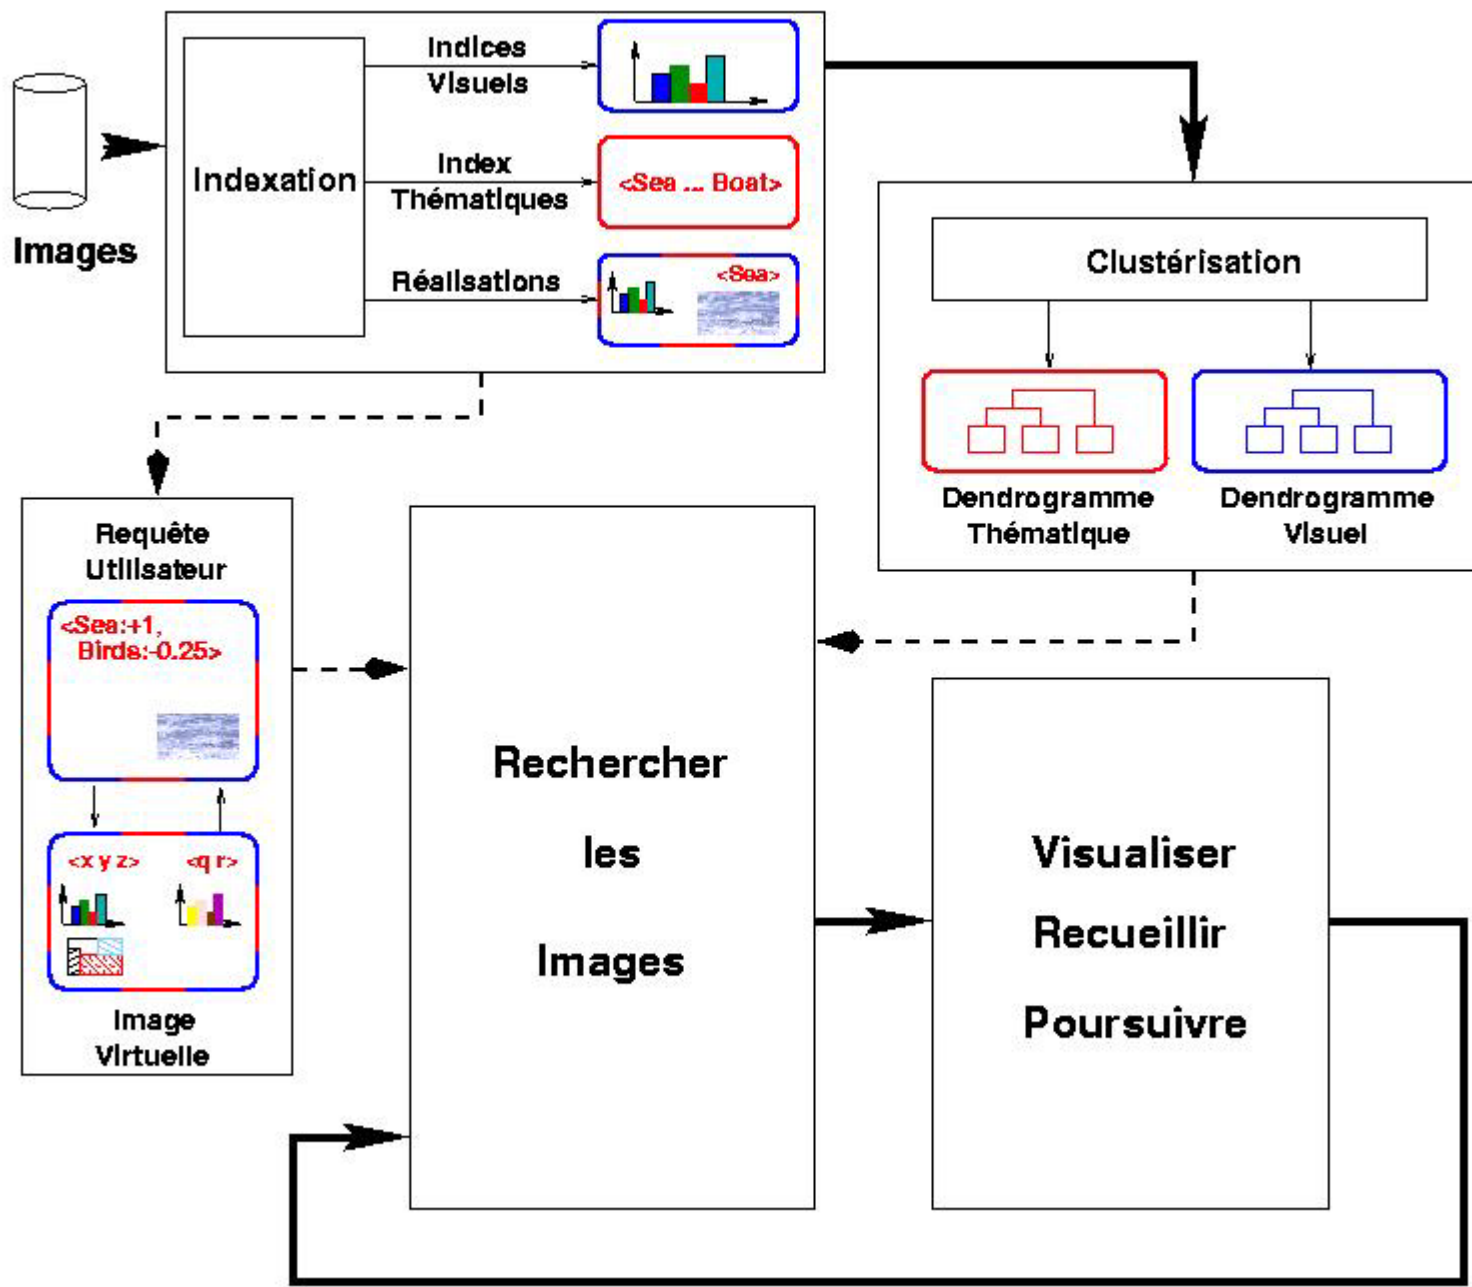 Images
Indexation
Indices
Visuels
Index
Thématiques
<Sea ... Boat>
Réalisations
<Sea>
Clustérisation
Dendrogramme
Thématique
Dendrogramme
Visuel
Requête
Utilisateur
<Sea:+1,
Birds:-0.25>
<x y z>
<q r>
Image
Virtuelle
Rechercher
les
Images
Visualiser
Recueillir
Poursuivre